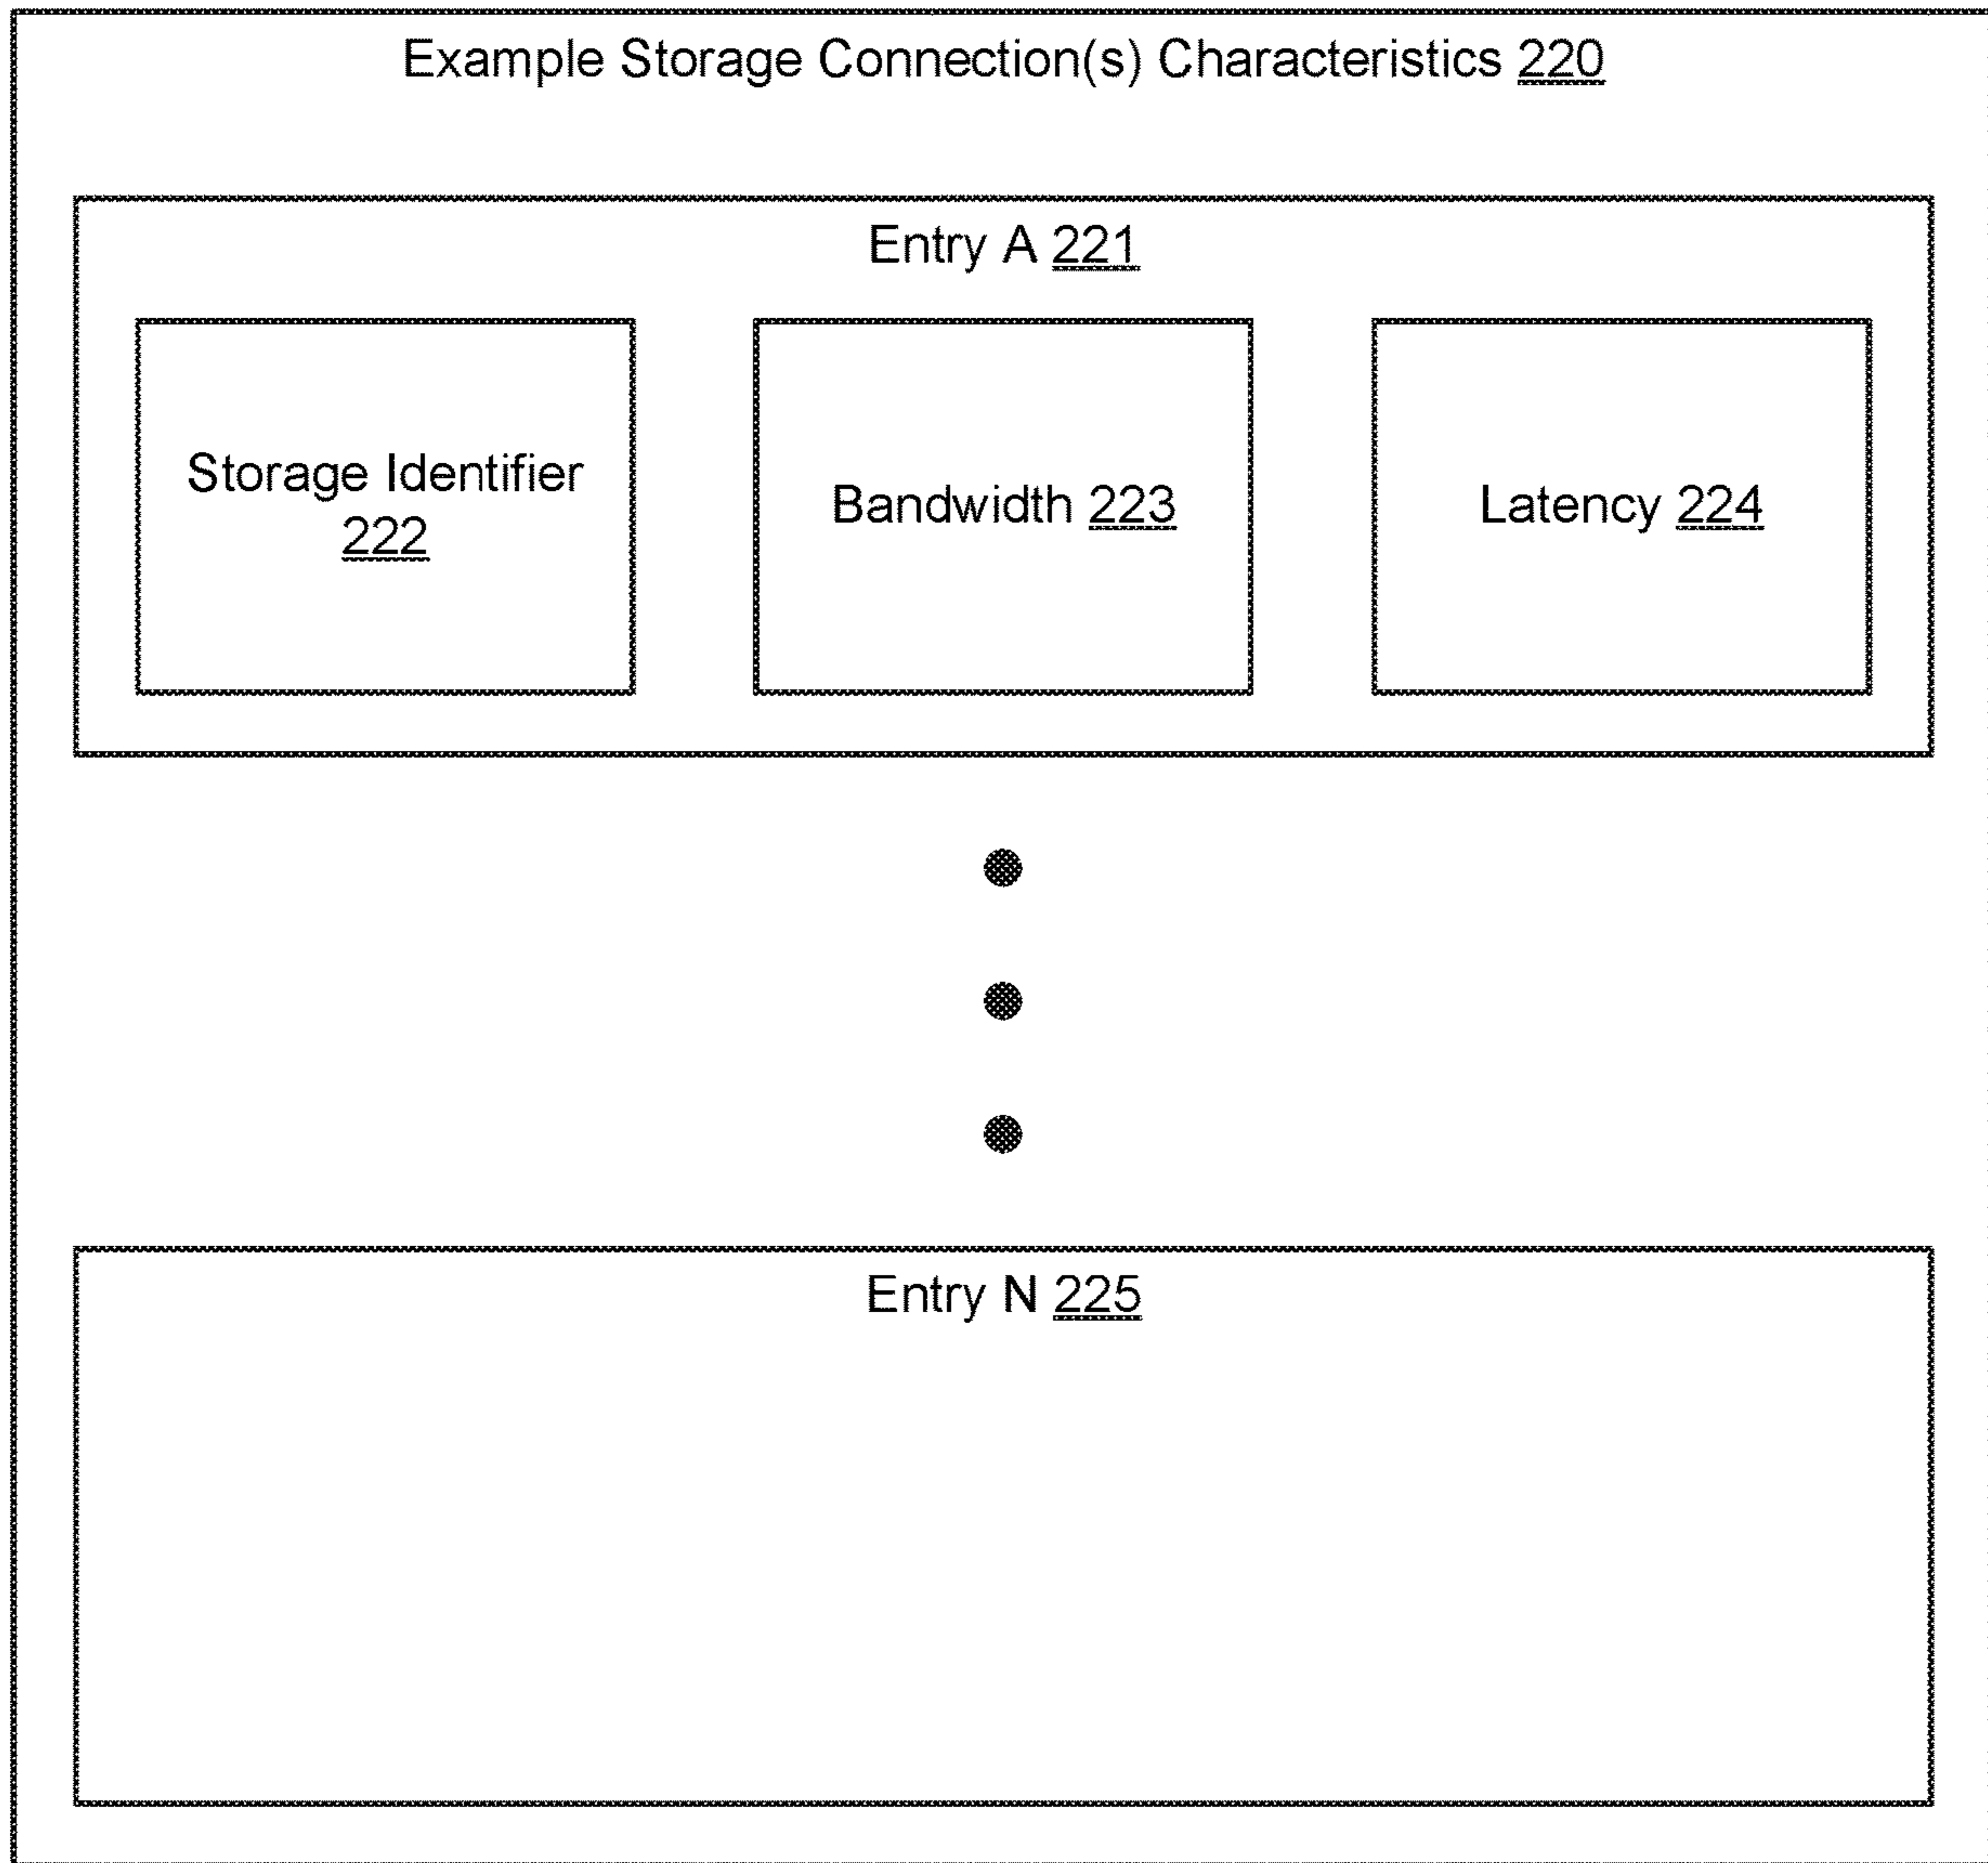 Example Storage Connection(s) Characteristics 220
Entry A 221
Storage Identifier
222
Bandwidth 223
Latency 224
Entry N 225